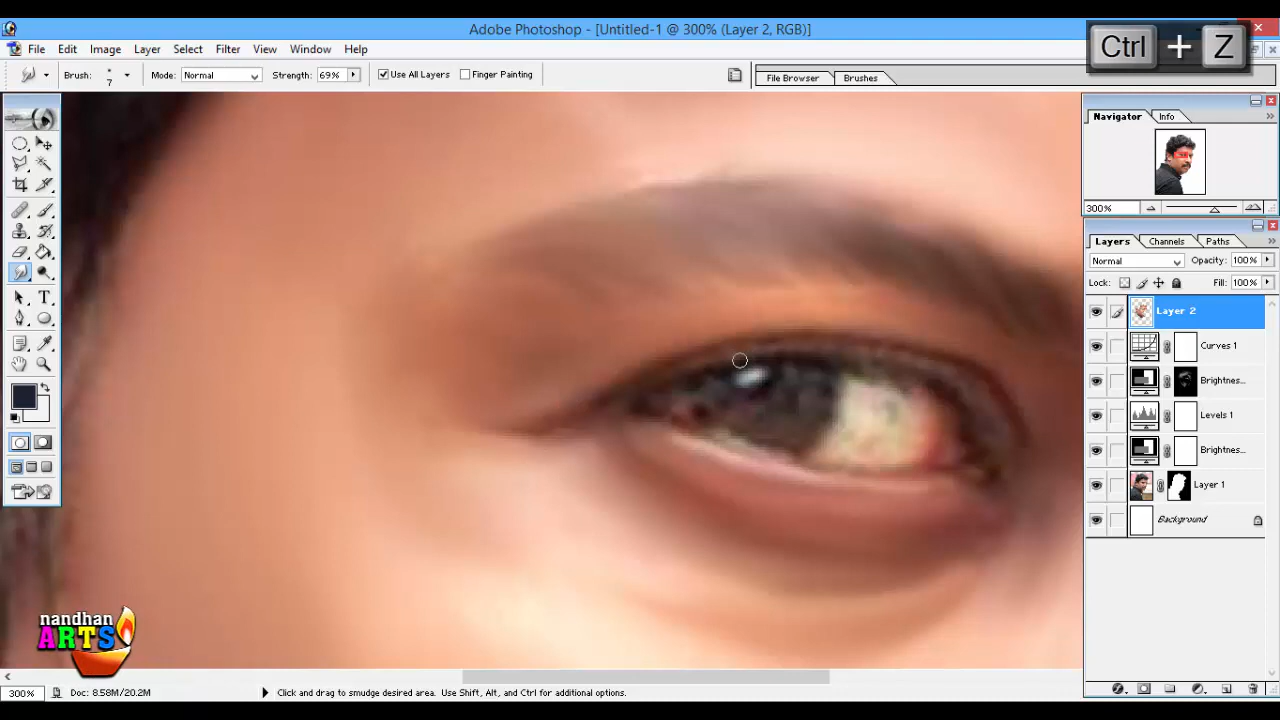 Adobe Photoshop - [Untitled-1 @ 300% (Layer 2, RGB)]
Ctrl + Z
File Edit Image Layer Select Filter View Window Help
Brush: 7 Mode: Normal Strength: 69% Use All Layers Finger Painting File Browser Brushes
Navigator Info
300%
Layers Channels Paths
Normal Opacity: 100%
Lock: Fill: 100%
Layer 2
Curves 1
Brightnes...
Levels 1
Brightnes...
Layer 1
Background
nandhan
ARTS
300% Doc: 8.58M/20.2M Click and drag to smudge desired area. Use Shift, Alt, and Ctrl for additional options.